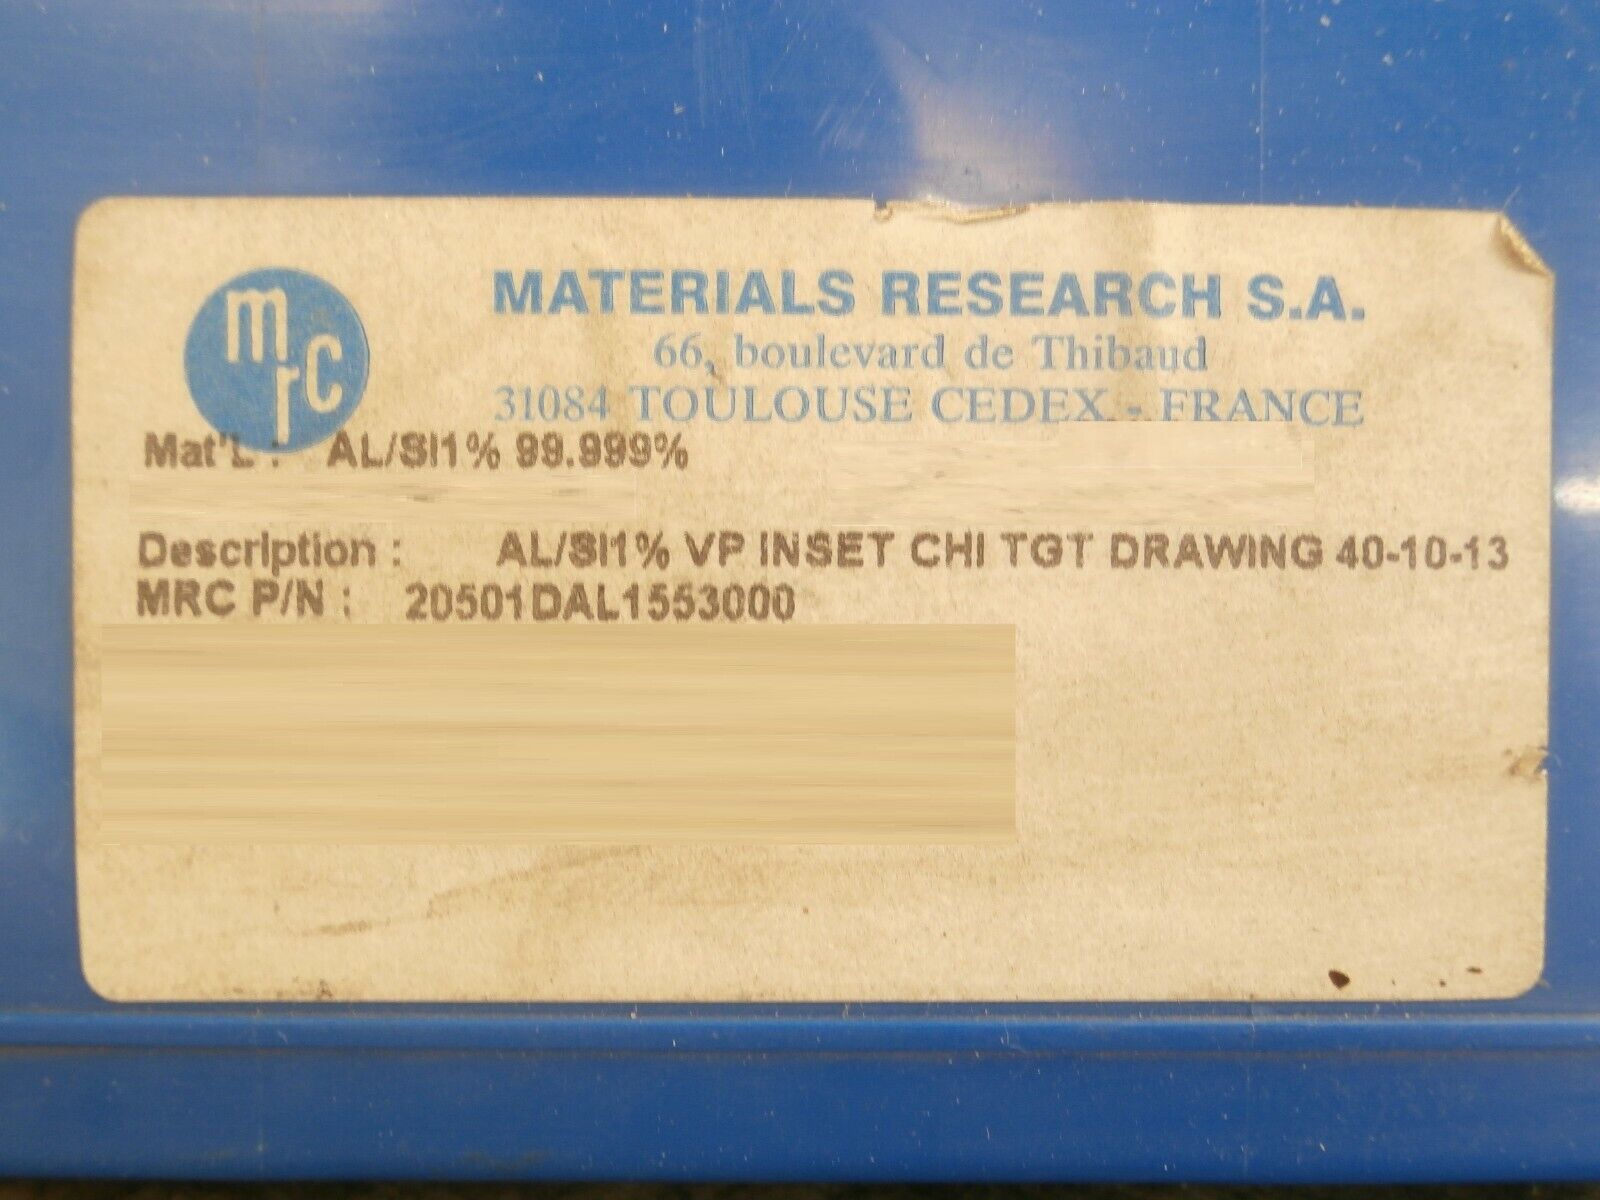 mrc
MATERIALS RESEARCH S.A.
66, boulevard de Thibaud
31084 TOULOUSE CEDEX - FRANCE
Mat'L : AL/SI1% 99.999%
Description : AL/SI1% VP INSET CHI TGT DRAWING 40-10-13
MRC P/N : 20501DAL1553000